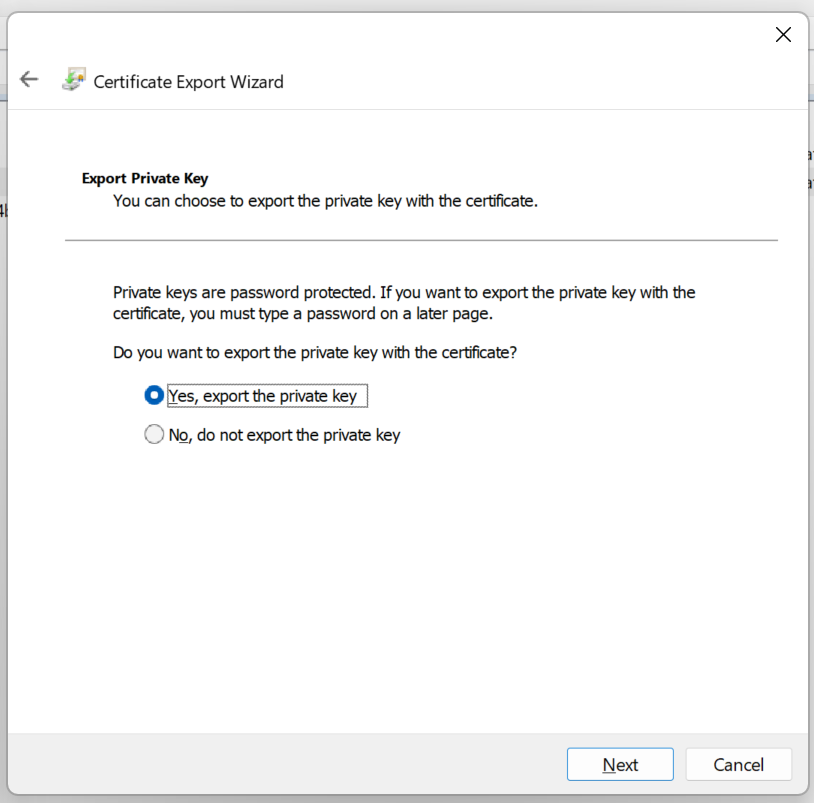 Certificate Export Wizard
Export Private Key
You can choose to export the private key with the certificate.
Private keys are password protected. If you want to export the private key with the
certificate, you must type a password on a later page.
Do you want to export the private key with the certificate?
Yes, export the private key
No, do not export the private key
Next
Cancel